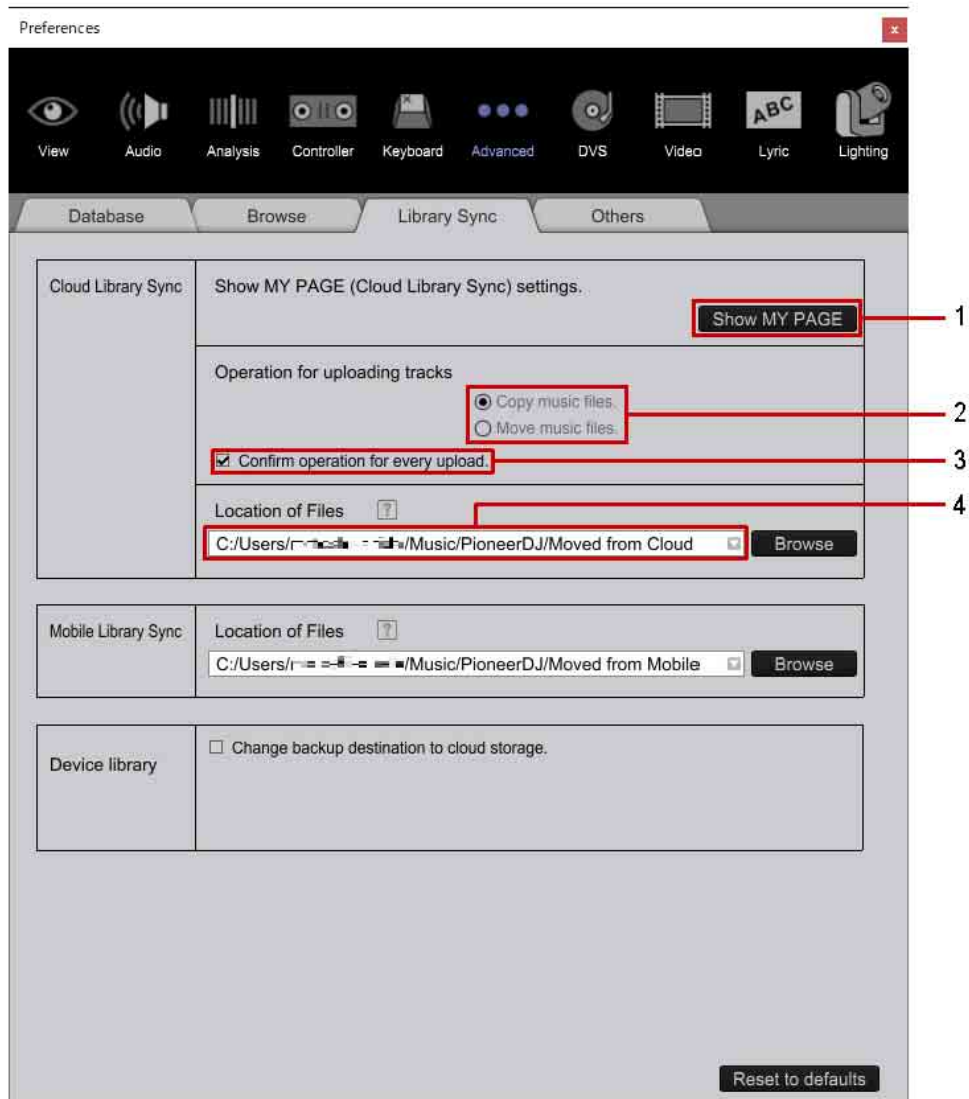 Preferences
x
View Audio Analysis Controller Keyboard Advanced DVS Video Lyric Lighting
ABC
Database Browse Library Sync Others
Cloud Library Sync
Show MY PAGE (Cloud Library Sync) settings.
Show MY PAGE
1
Operation for uploading tracks
Copy music files.
Move music files.
2
Confirm operation for every upload.
3
Location of Files ?
4
C:/Users/ /Music/PioneerDJ/Moved from Cloud
Browse
Mobile Library Sync
Location of Files ?
C:/Users/ /Music/PioneerDJ/Moved from Mobile
Browse
Device library
Change backup destination to cloud storage.
Reset to defaults